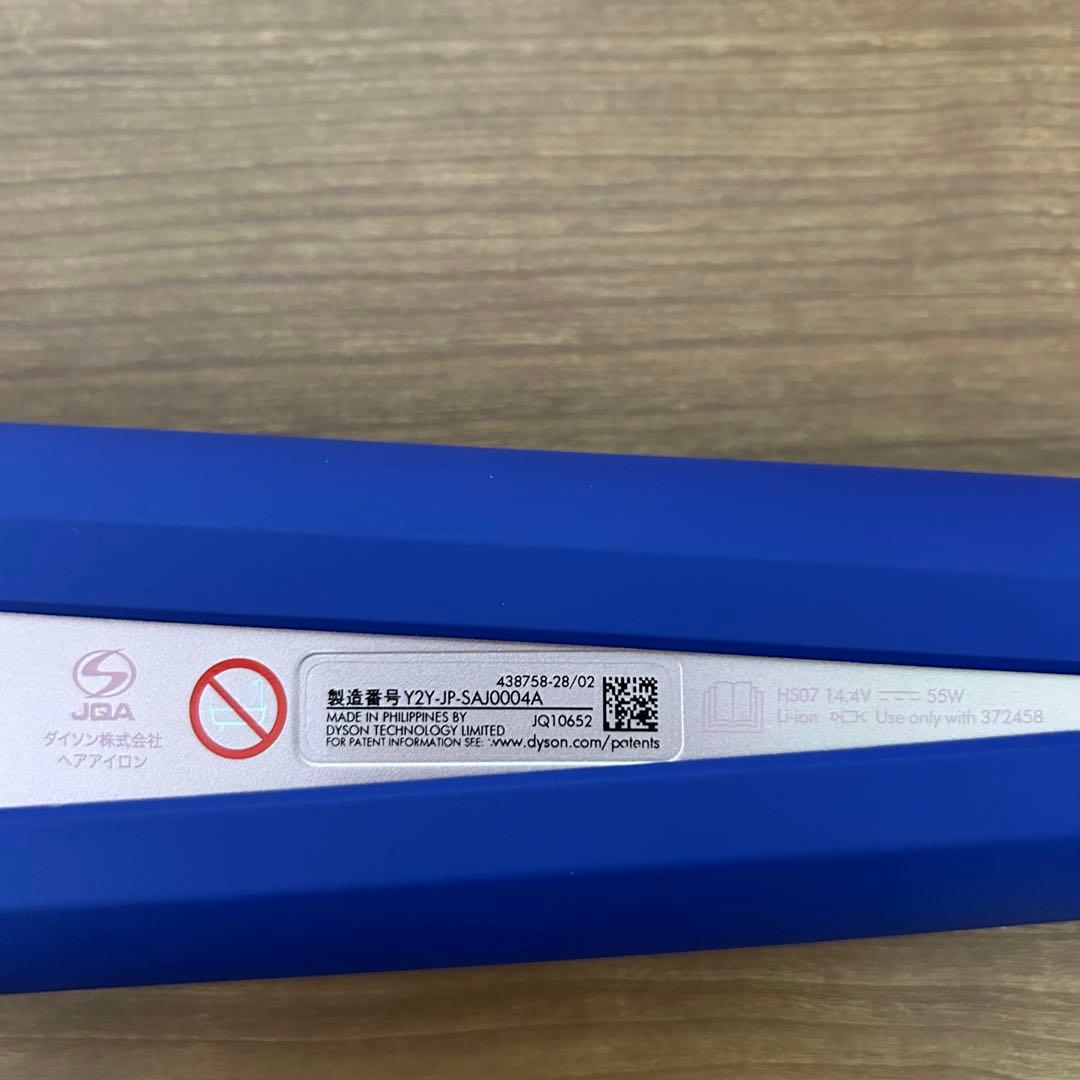 JQA
ダイソン株式会社
ヘアアイロン
438758-28/02
製造番号 Y2Y-JP-SAJ0004A
MADE IN PHILIPPINES BY JQ10652
DYSON TECHNOLOGY LIMITED
FOR PATENT INFORMATION SEE: www.dyson.com/patents
HS07 14.4V 55W
Li-ion Use only with 372458